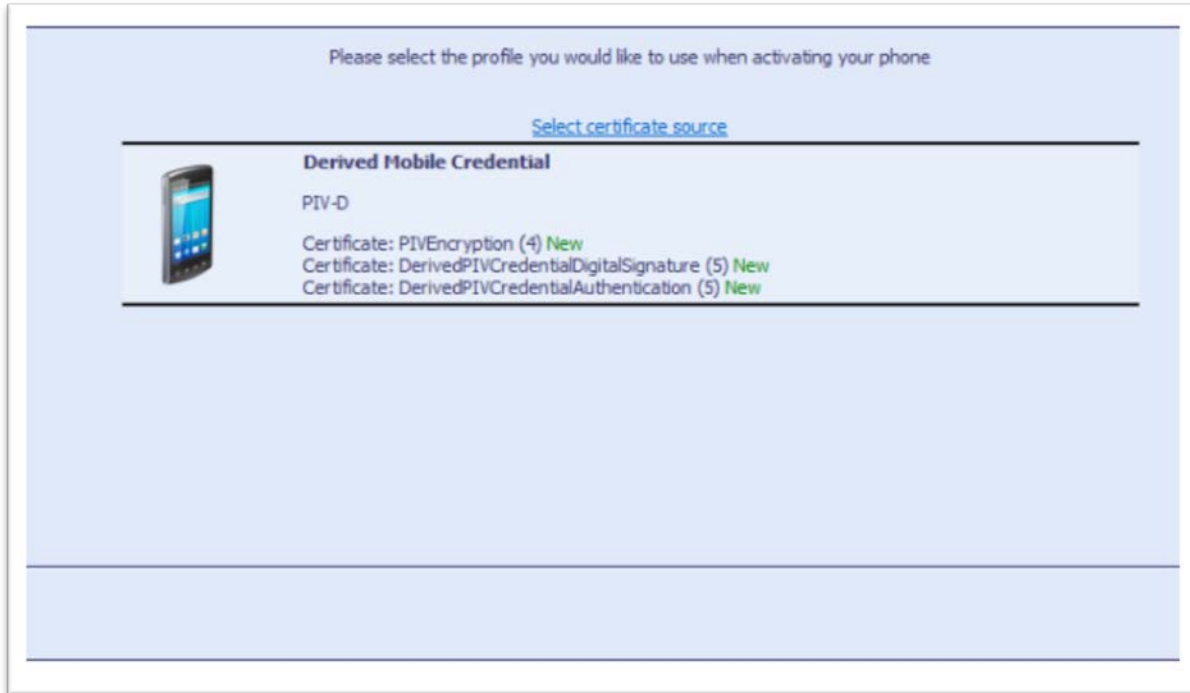 Please select the profile you would like to use when activating your phone
Select certificate source
Derived Mobile Credential
PIV-D
Certificate: PIVEncryption (4) New
Certificate: DerivedPIVCredentialDigitalSignature (5) New
Certificate: DerivedPIVCredentialAuthentication (5) New